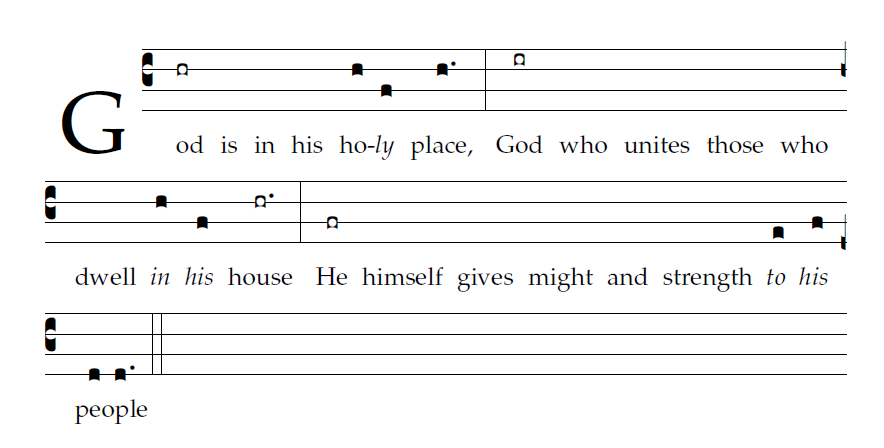 God is in his ho-ly place, God who unites those who
dwell in his house He himself gives might and strength to his
people